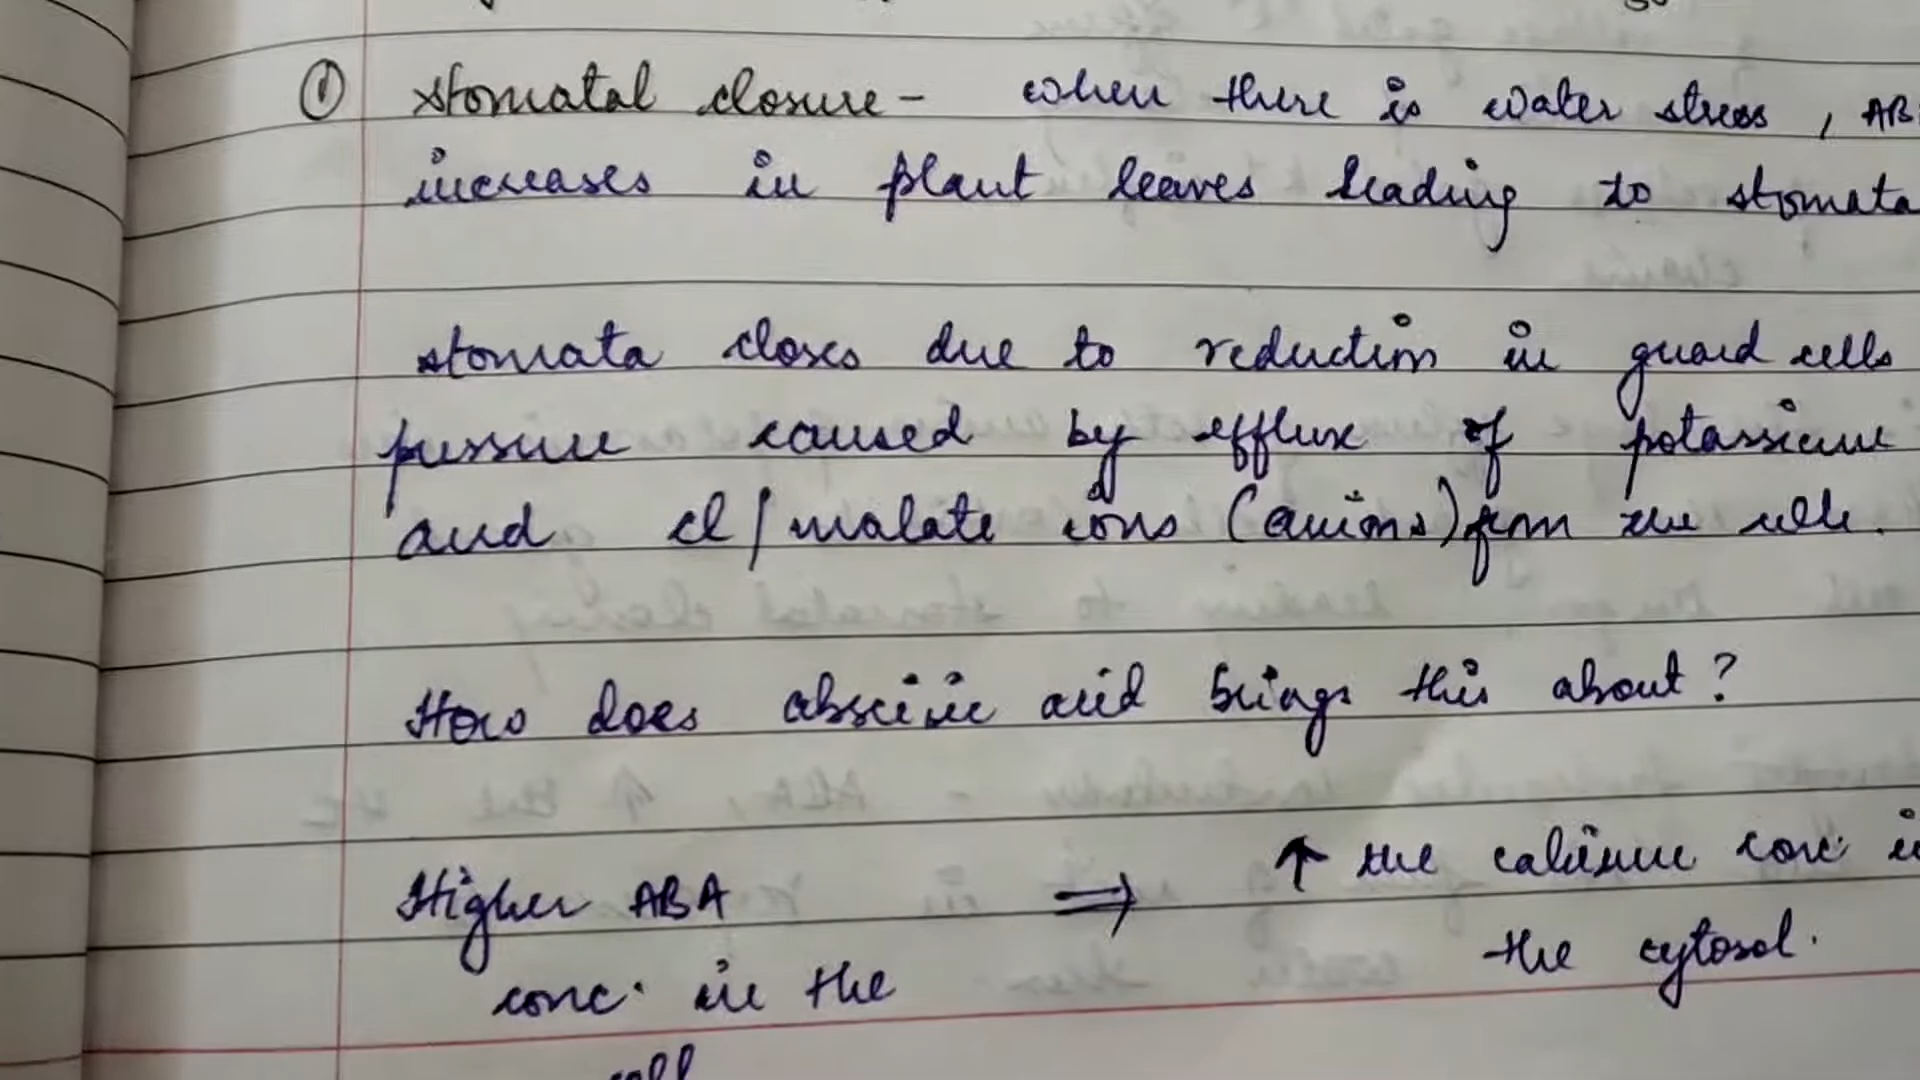 ① stomatal closure - when there is water stress, AB
increases in plant leaves leading to stomata
stomata closes due to reduction in guard cells
pressure caused by efflux of potassium
and cl/malate ions (anions) from the cells.
How does abscisic acid brings this about?
Higher ABA ⇒ ↑ the calcium conc. in
conc. in the the cytosol.
cell